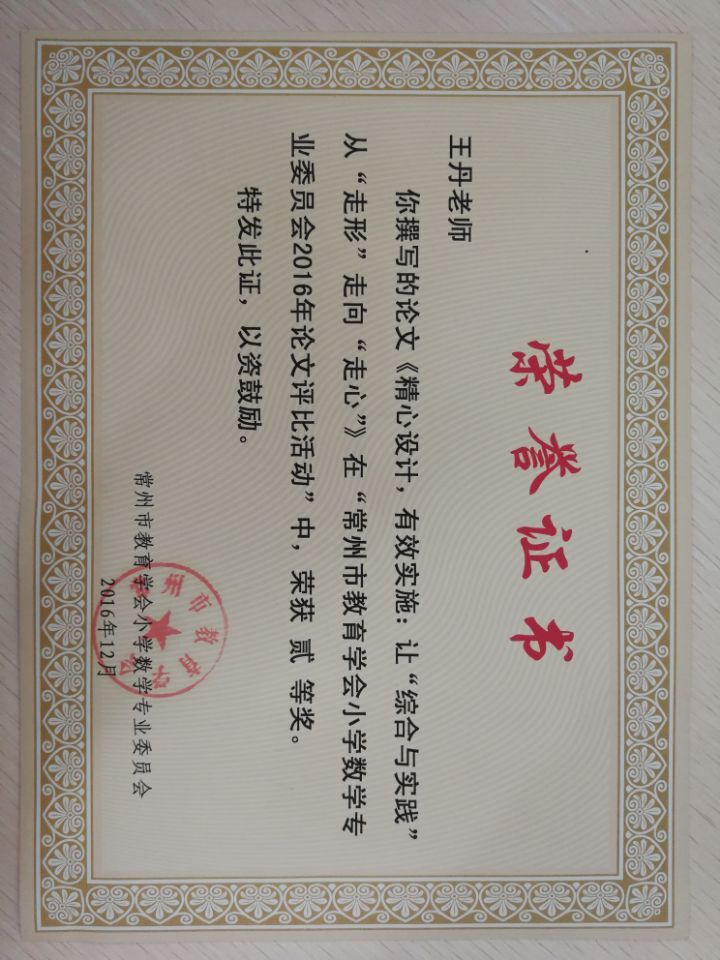 荣誉证书
王丹老师
你撰写的论文《精心设计，有效实施：让“综合与实践”
从“走形”走向“走心”》在“常州市教育学会小学数学专
业委员会2016年论文评比活动”中，荣获 贰 等奖。
特发此证，以资鼓励。
常州市教育学会小学数学专业委员会
2016年12月